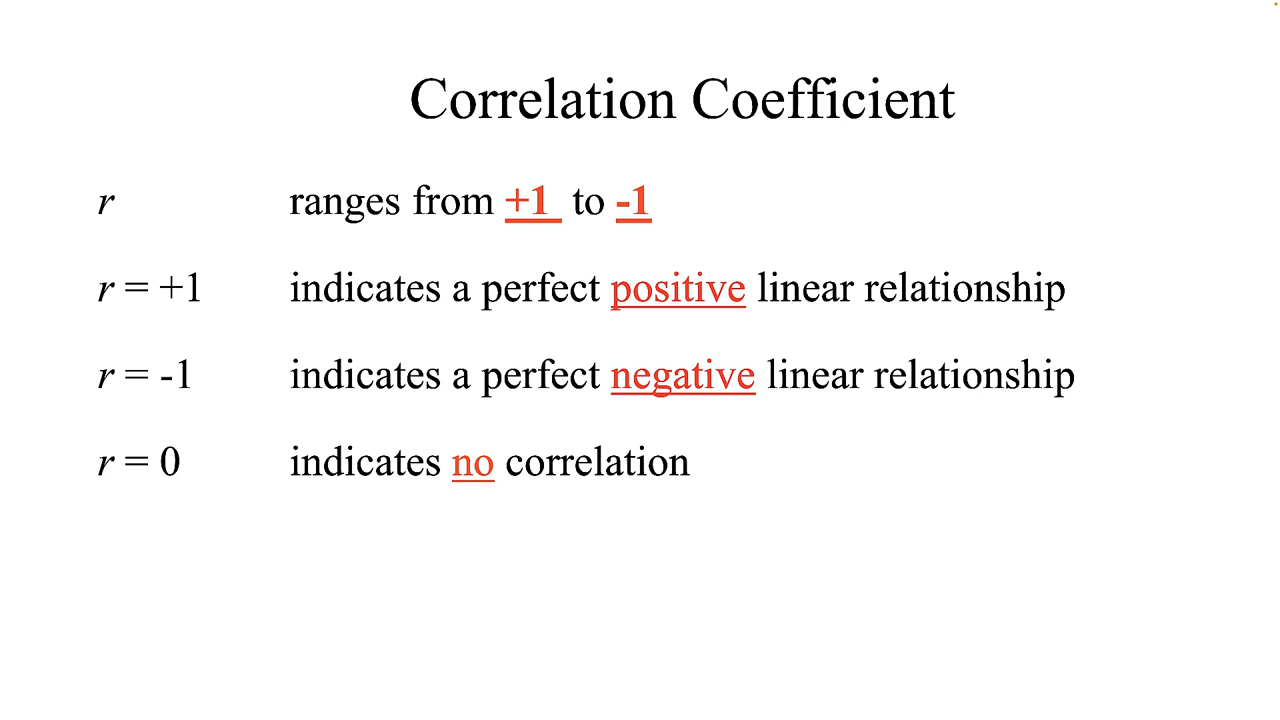 Correlation Coefficient
r ranges from +1 to -1
r = +1 indicates a perfect positive linear relationship
r = -1 indicates a perfect negative linear relationship
r = 0 indicates no correlation